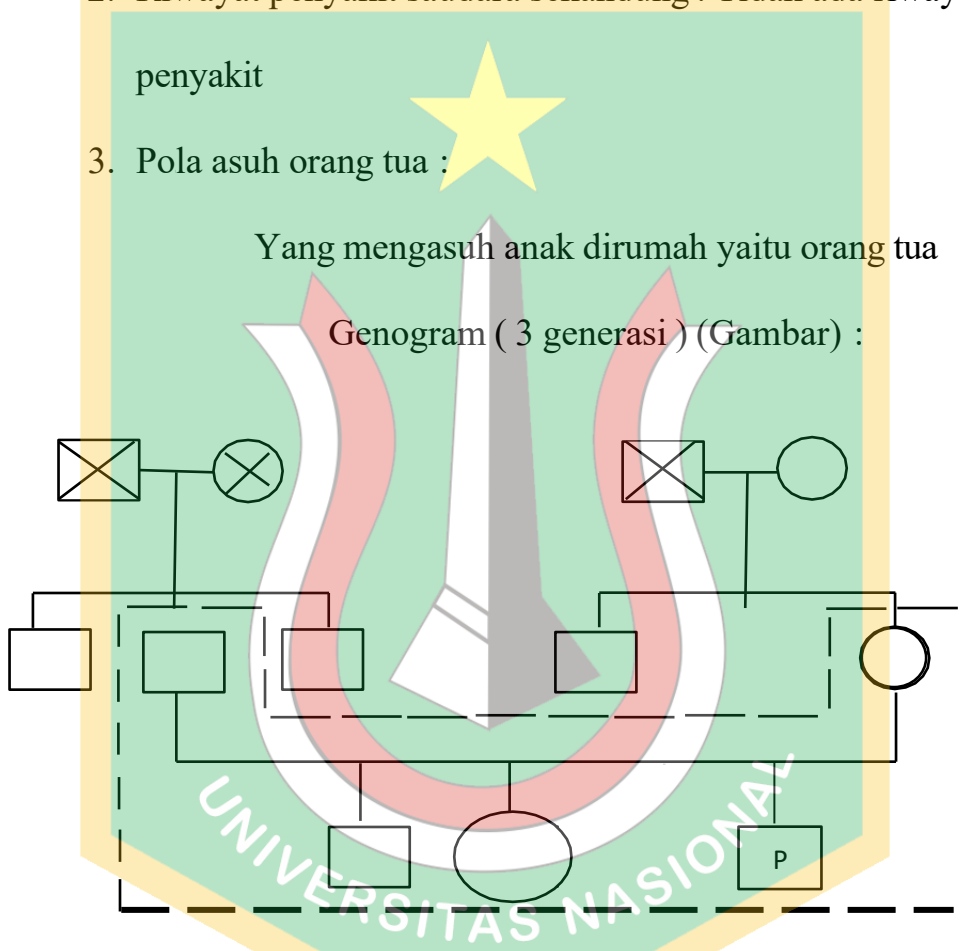 penyakit
3. Pola asuh orang tua :
Yang mengasuh anak dirumah yaitu orang tua
Genogram ( 3 generasi ) (Gambar) :
P
UNIVERSITAS NASIONAL